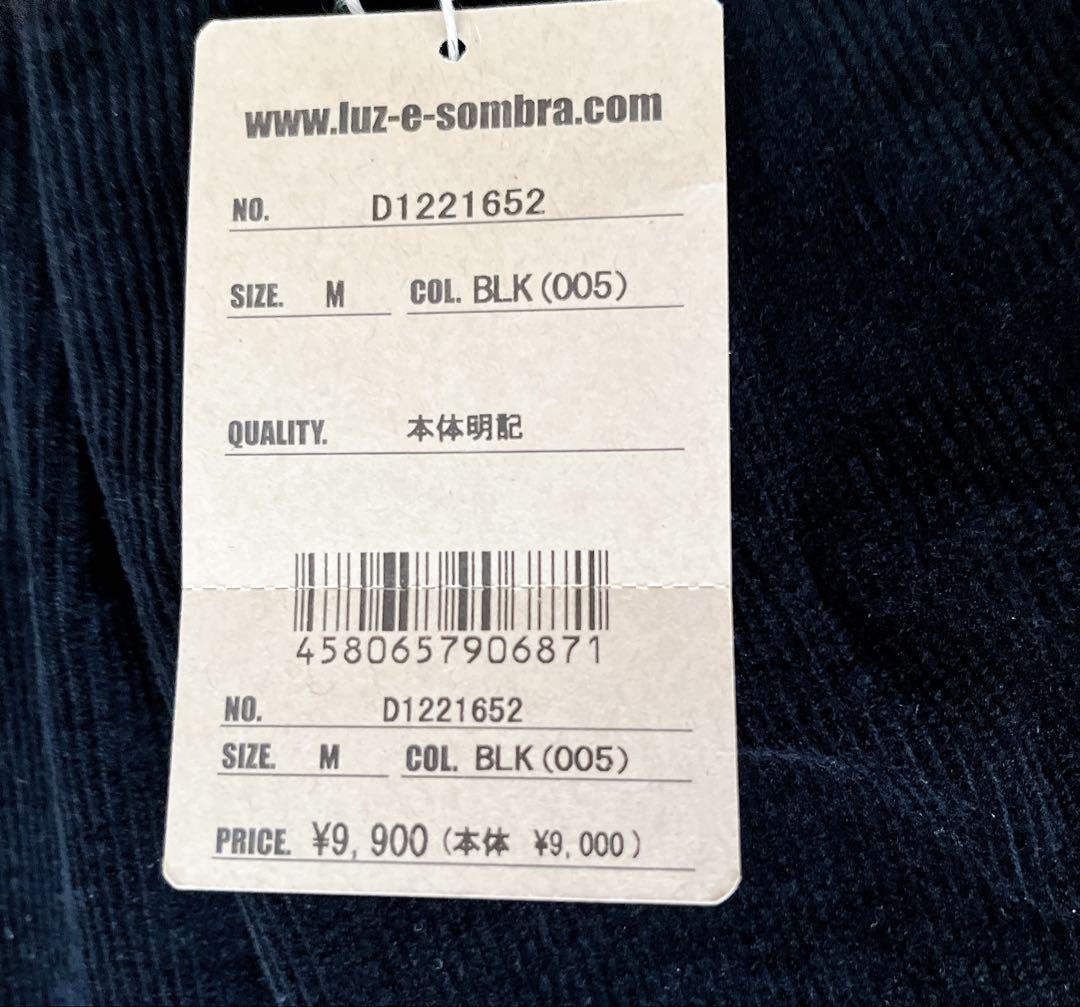 www.luz-e-sombra.com
NO. D1221652
SIZE. M COL. BLK(005)
QUALITY. 本体明記
4580657906871
NO. D1221652
SIZE. M COL. BLK(005)
PRICE. ¥9,900(本体 ¥9,000)